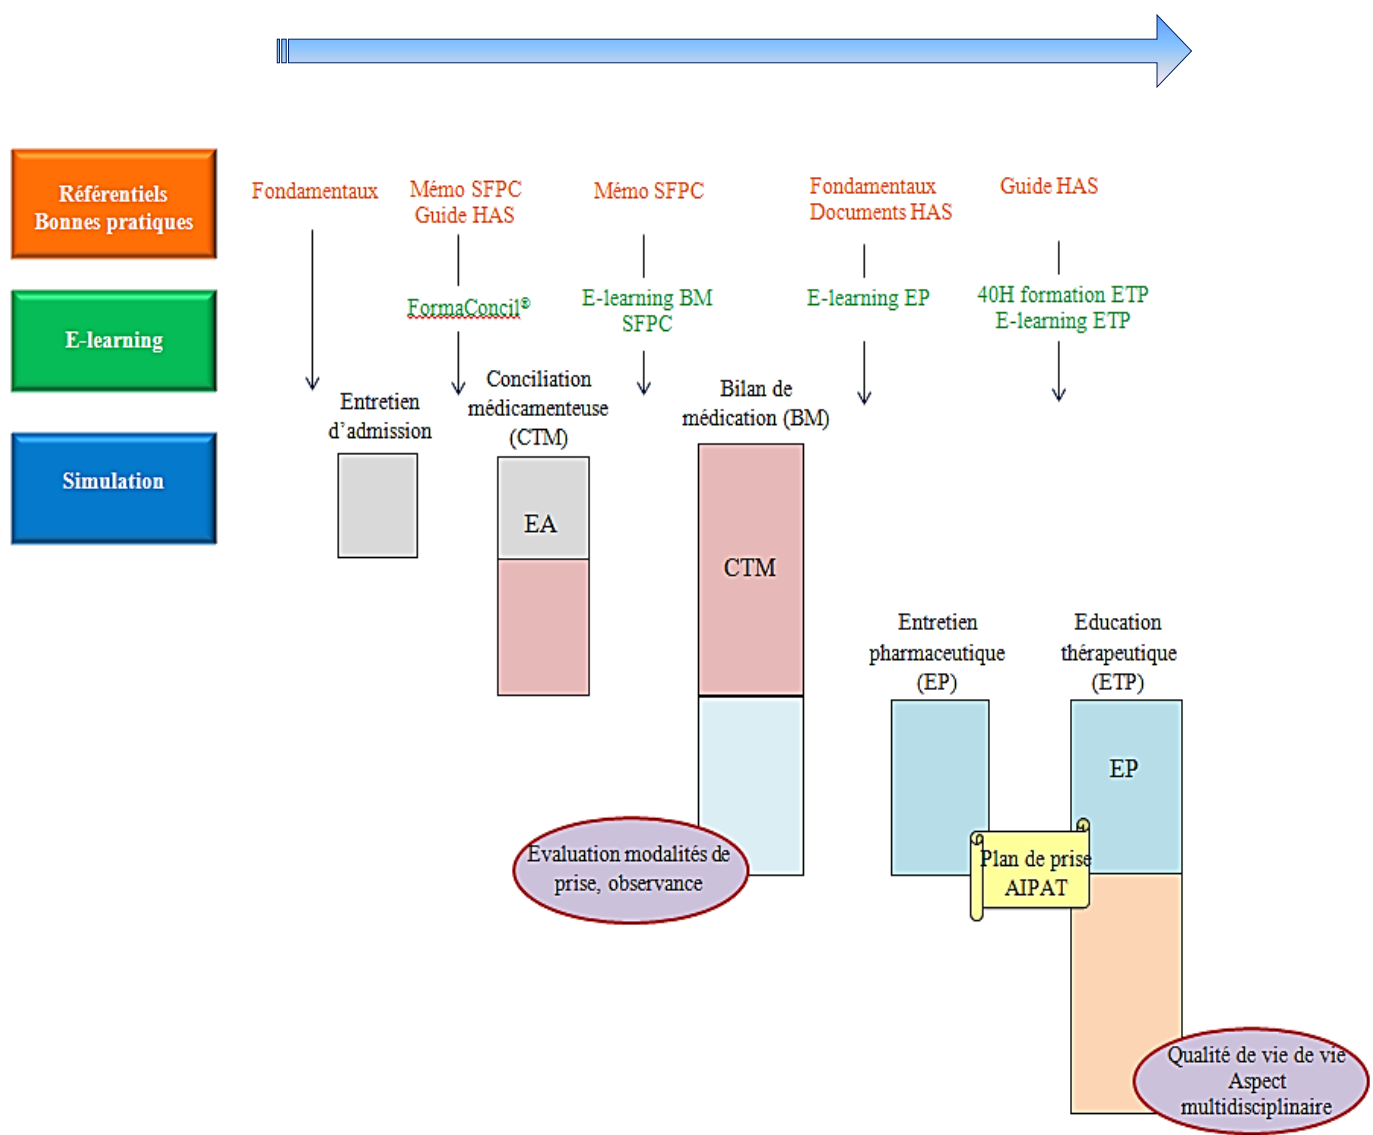 Référentiels
Bonnes pratiques
Fondamentaux
Mémo SFPC
Guide HAS
Mémo SFPC
Fondamentaux
Documents HAS
Guide HAS
E-learning
FormaConcil®
E-learning BM
SFPC
E-learning EP
40H formation ETP
E-learning ETP
Simulation
Entretien
d’admission
Conciliation
médicamenteuse
(CTM)
EA
Bilan de
médication (BM)
CTM
Entretien
pharmaceutique
(EP)
Education
thérapeutique
(ETP)
EP
Evaluation modalités de
prise, observance
Plan de prise
AIPAT
Qualité de vie de vie
Aspect
multidisciplinaire